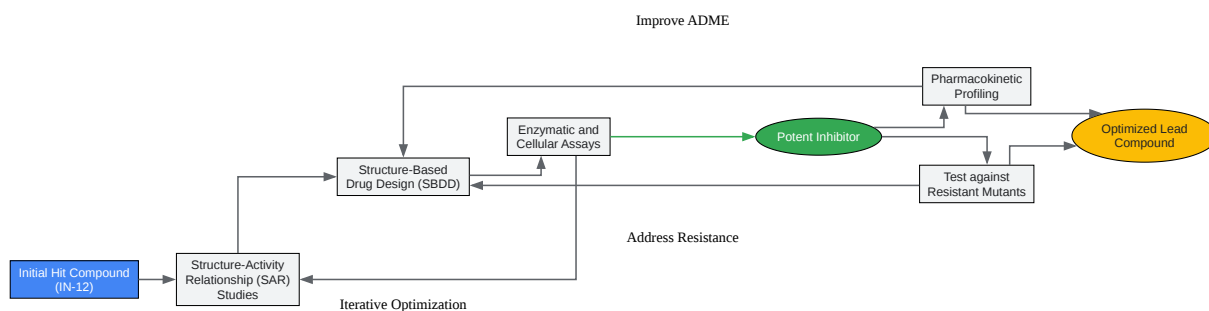 Improve ADME
Pharmacokinetic
Profiling
Enzymatic and
Cellular Assays
Potent Inhibitor
Optimized Lead
Compound
Structure-Based
Drug Design (SBDD)
Test against
Resistant Mutants
Address Resistance
Initial Hit Compound
(IN-12)
Structure-Activity
Relationship (SAR)
Studies
Iterative Optimization